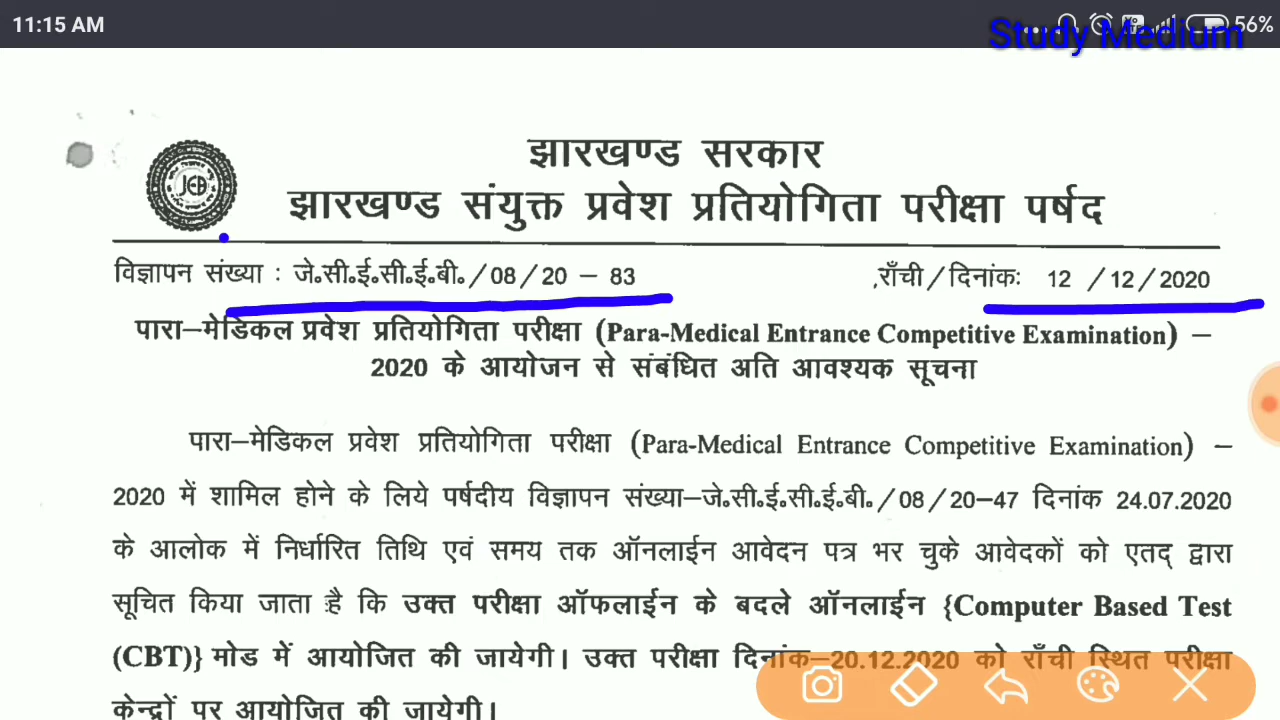 11:15 AM
56%
Study Medium
झारखण्ड सरकार
JCB
झारखण्ड संयुक्त प्रवेश प्रतियोगिता परीक्षा पर्षद
विज्ञापन संख्या : जे॰सी॰ई॰सी॰ई॰बी॰/08/20 – 83 राँची/दिनांकः 12 /12/2020
पारा–मेडिकल प्रवेश प्रतियोगिता परीक्षा (Para-Medical Entrance Competitive Examination) –
2020 के आयोजन से संबंधित अति आवश्यक सूचना
पारा–मेडिकल प्रवेश प्रतियोगिता परीक्षा (Para-Medical Entrance Competitive Examination) –
2020 में शामिल होने के लिये पर्षदीय विज्ञापन संख्या–जे॰सी॰ई॰सी॰ई॰बी॰/08/20–47 दिनांक 24.07.2020
के आलोक में निर्धारित तिथि एवं समय तक ऑनलाईन आवेदन पत्र भर चुके आवेदकों को एतद् द्वारा
सूचित किया जाता है कि उक्त परीक्षा ऑफलाईन के बदले ऑनलाईन {Computer Based Test
(CBT)} मोड में आयोजित की जायेगी। उक्त परीक्षा दिनांक–20.12.2020 को राँची स्थित परीक्षा
केन्द्रों पर आयोजित की जायेगी।